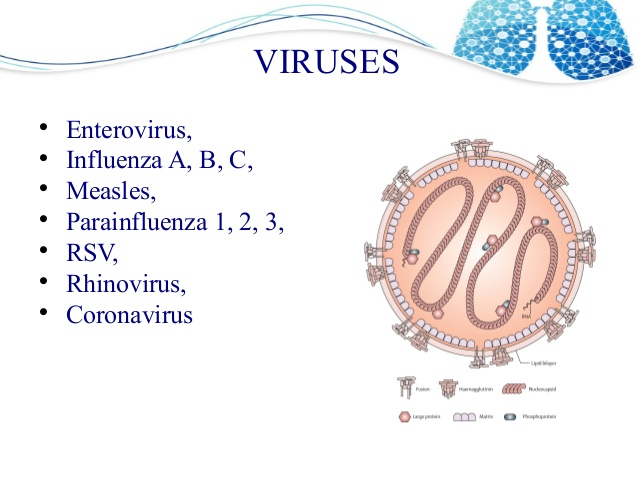 VIRUSES
• Enterovirus,
• Influenza A, B, C,
• Measles,
• Parainfluenza 1, 2, 3,
• RSV,
• Rhinovirus,
• Coronavirus
RNA
Lipid bilayer
Fusion Haemagglutinin Nucleocapsid
Large protein Matrix Phosphoprotein